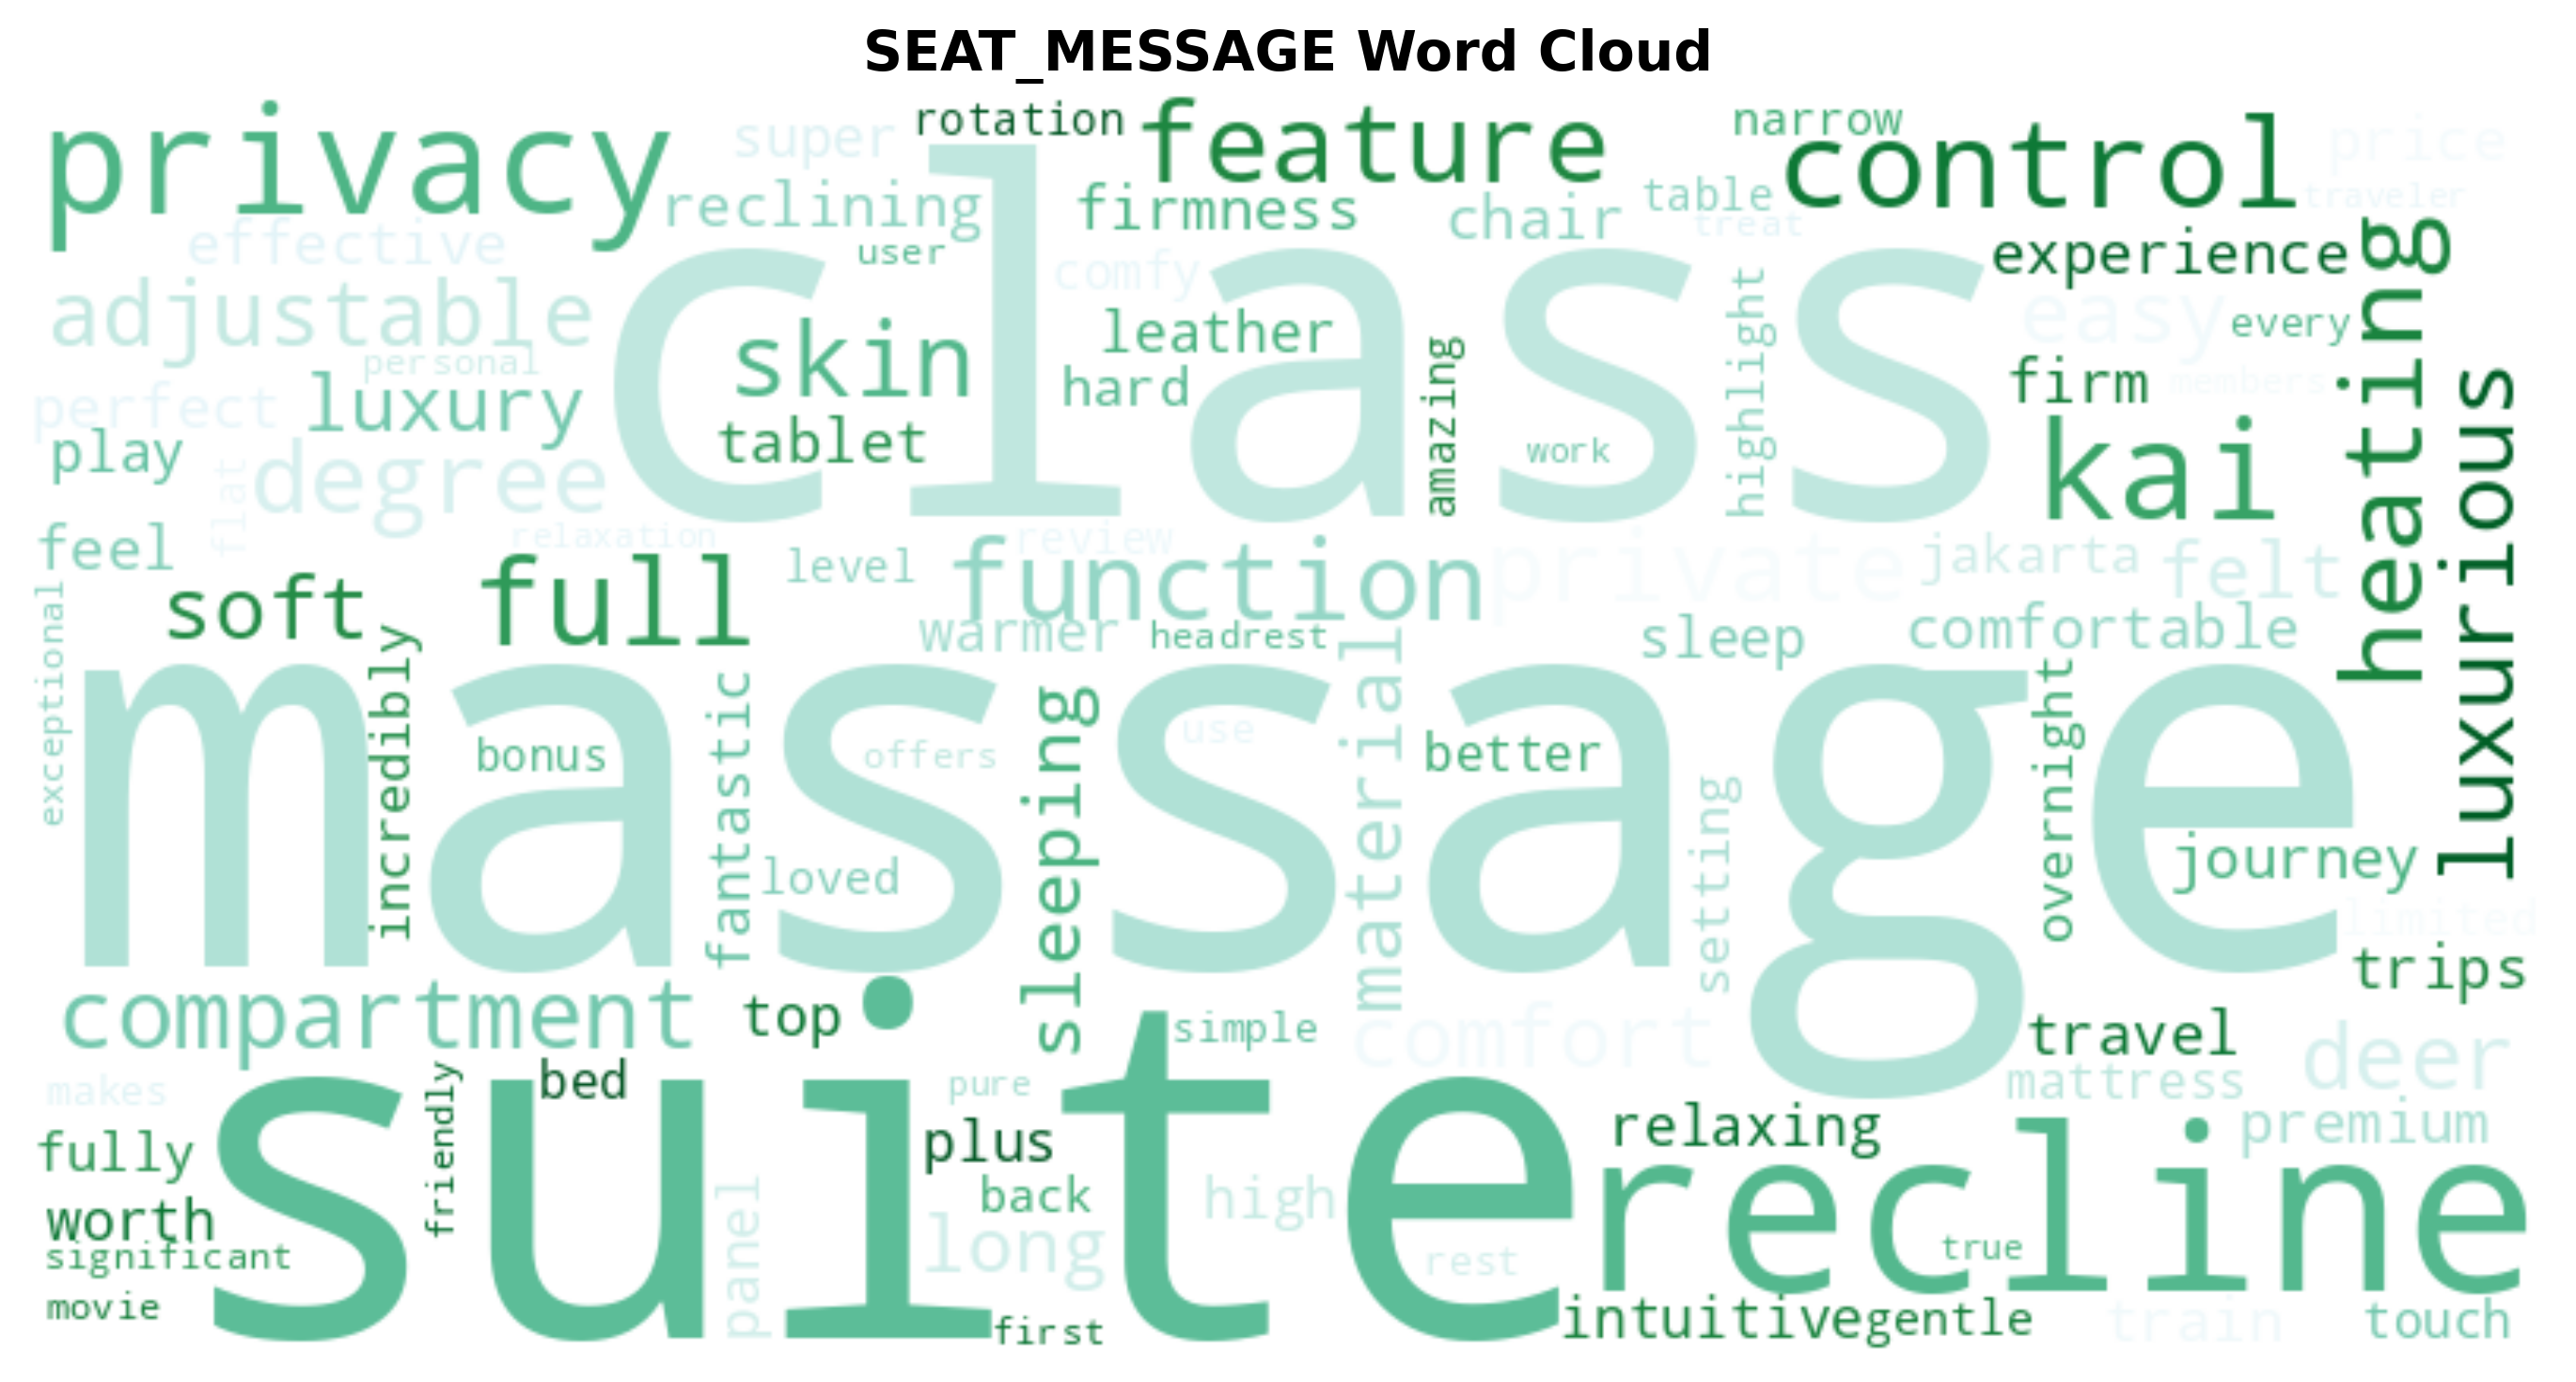 SEAT_MESSAGE Word Cloud
privacy
super
rotation
feature
narrow
control
price
reclining
firmness
chair
table
treat
traveler
effective
user
comfy
experience
heating
class
adjustable
skin
leather
amazing
highlight
easy
every
personal
perfect
luxury
hard
firm
members
luxurious
play
tablet
work
kai
flat
degree
feel
relaxation
level
review
function
private
jakarta
felt
exceptional
soft
full
warmer
headrest
sleep
comfortable
massage
incredibly
fantastic
sleeping
material
overnight
bonus
offers
use
better
setting
loved
journey
limited
trips
compartment
top
simple
comfort
travel
deer
makes
friendly
bed
pure
mattress
suite
fully
plus
relaxing
premium
recline
worth
panel
back
high
long
significant
rest
true
movie
first
intuitive
gentle
train
touch